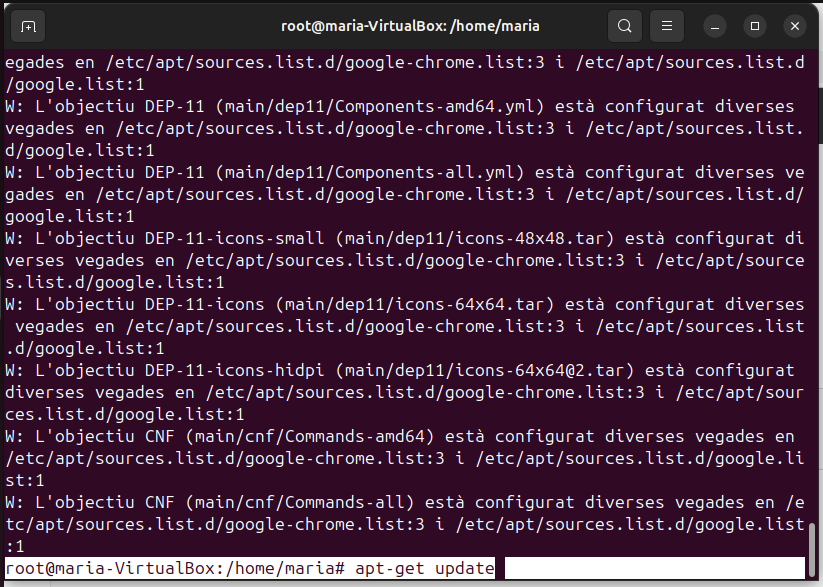 root@maria-VirtualBox: /home/maria
egades en /etc/apt/sources.list.d/google-chrome.list:3 i /etc/apt/sources.list.d
/google.list:1
W: L'objectiu DEP-11 (main/dep11/Components-amd64.yml) està configurat diverses
vegades en /etc/apt/sources.list.d/google-chrome.list:3 i /etc/apt/sources.list.
d/google.list:1
W: L'objectiu DEP-11 (main/dep11/Components-all.yml) està configurat diverses ve
gades en /etc/apt/sources.list.d/google-chrome.list:3 i /etc/apt/sources.list.d/
google.list:1
W: L'objectiu DEP-11-icons-small (main/dep11/icons-48x48.tar) està configurat di
verses vegades en /etc/apt/sources.list.d/google-chrome.list:3 i /etc/apt/source
s.list.d/google.list:1
W: L'objectiu DEP-11-icons (main/dep11/icons-64x64.tar) està configurat diverses
 vegades en /etc/apt/sources.list.d/google-chrome.list:3 i /etc/apt/sources.list
.d/google.list:1
W: L'objectiu DEP-11-icons-hidpi (main/dep11/icons-64x64@2.tar) està configurat
diverses vegades en /etc/apt/sources.list.d/google-chrome.list:3 i /etc/apt/sour
ces.list.d/google.list:1
W: L'objectiu CNF (main/cnf/Commands-amd64) està configurat diverses vegades en
/etc/apt/sources.list.d/google-chrome.list:3 i /etc/apt/sources.list.d/google.li
st:1
W: L'objectiu CNF (main/cnf/Commands-all) està configurat diverses vegades en /e
tc/apt/sources.list.d/google-chrome.list:3 i /etc/apt/sources.list.d/google.list
:1
root@maria-VirtualBox:/home/maria# apt-get update